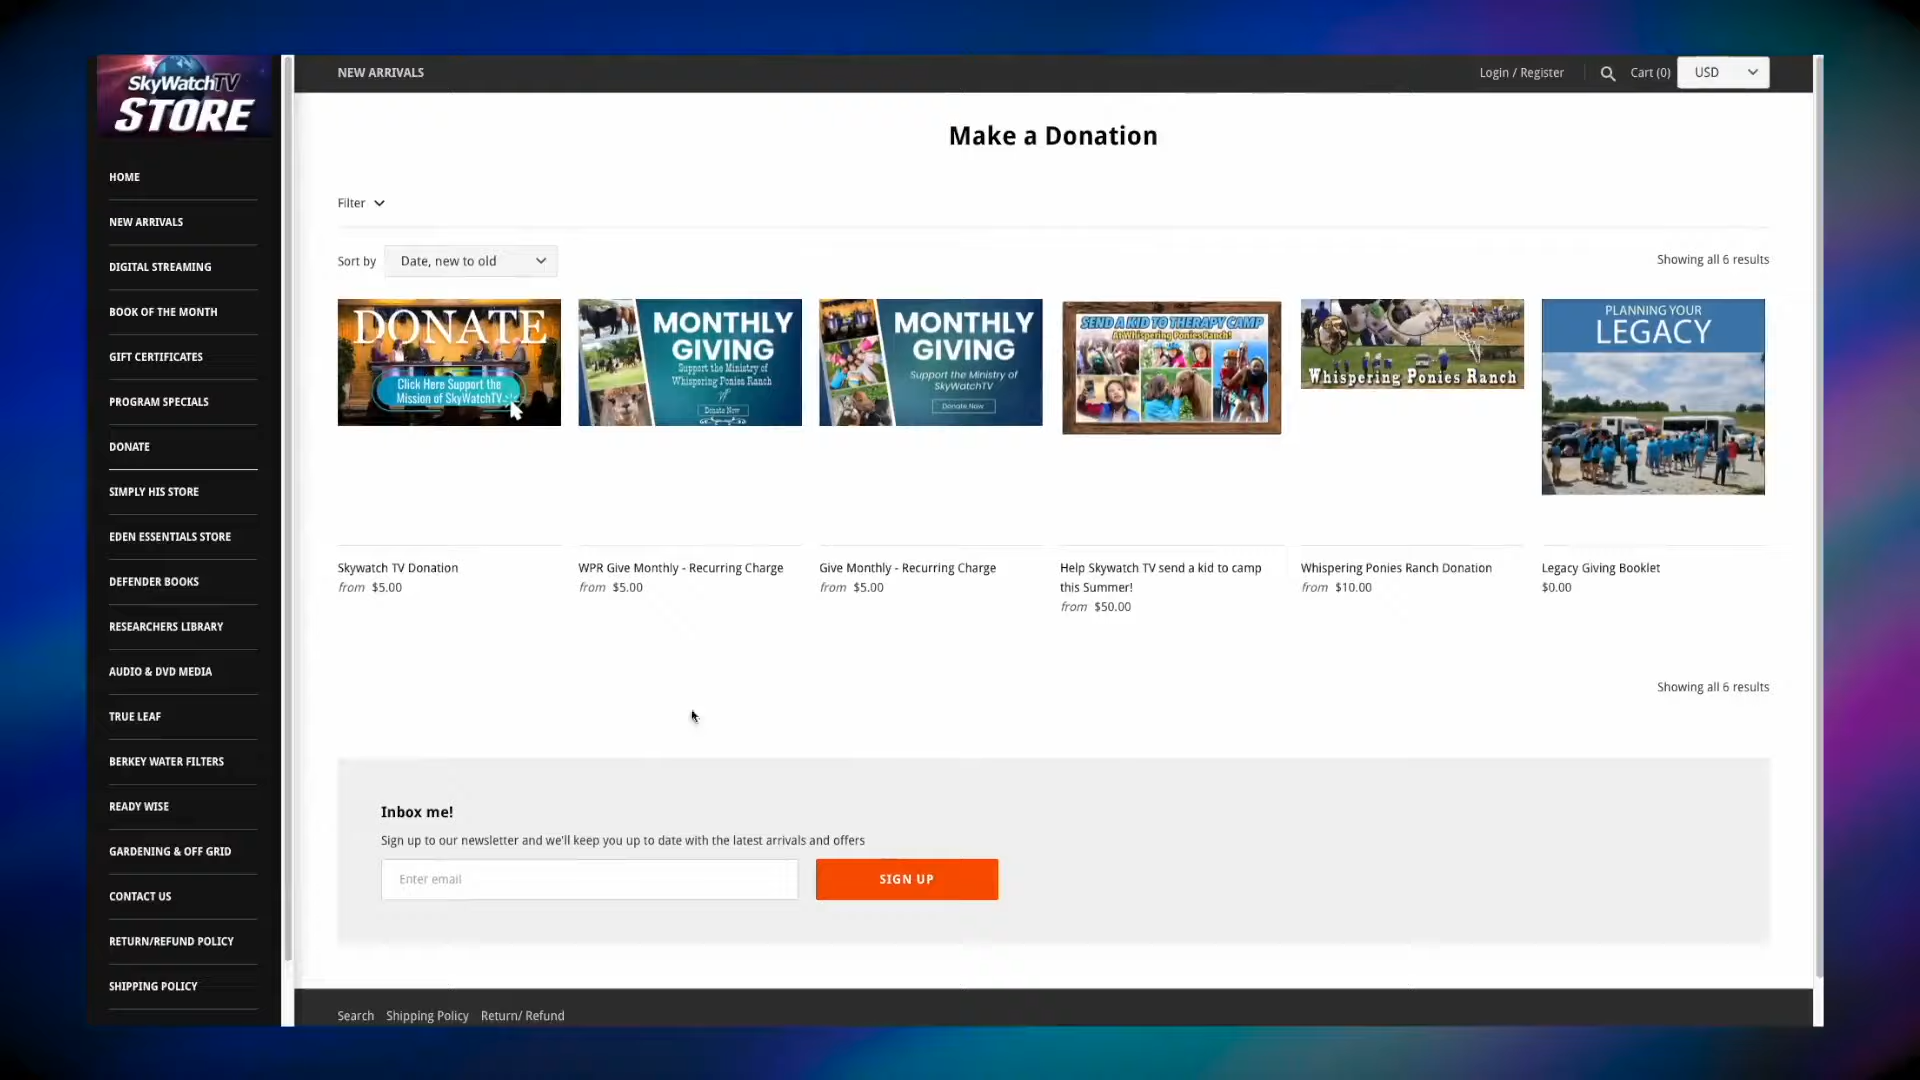 SkyWatchTV
STORE
HOME
NEW ARRIVALS
DIGITAL STREAMING
BOOK OF THE MONTH
GIFT CERTIFICATES
PROGRAM SPECIALS
DONATE
SIMPLY HIS STORE
EDEN ESSENTIALS STORE
DEFENDER BOOKS
RESEARCHERS LIBRARY
AUDIO & DVD MEDIA
TRUE LEAF
BERKEY WATER FILTERS
READY WISE
GARDENING & OFF GRID
CONTACT US
RETURN/REFUND POLICY
SHIPPING POLICY
NEW ARRIVALS
Login / Register
Cart (0)
USD
Make a Donation
Filter
Sort by
Date, new to old
Showing all 6 results
DONATE
Click Here Support the
Mission of SkyWatchTV
Skywatch TV Donation
from $5.00
MONTHLY
GIVING
Support the Ministry of
Whispering Ponies Ranch
Donate Now
WPR Give Monthly - Recurring Charge
from $5.00
MONTHLY
GIVING
Support the Ministry of
SkyWatchTV
Donate Now
Give Monthly - Recurring Charge
from $5.00
SEND A KID TO THERAPY CAMP
At Whispering Ponies Ranch!
Help Skywatch TV send a kid to camp
this Summer!
from $50.00
Whispering Ponies Ranch
Whispering Ponies Ranch Donation
from $10.00
PLANNING YOUR
LEGACY
Legacy Giving Booklet
$0.00
Showing all 6 results
Inbox me!
Sign up to our newsletter and we'll keep you up to date with the latest arrivals and offers
Enter email
SIGN UP
Search
Shipping Policy
Return/ Refund